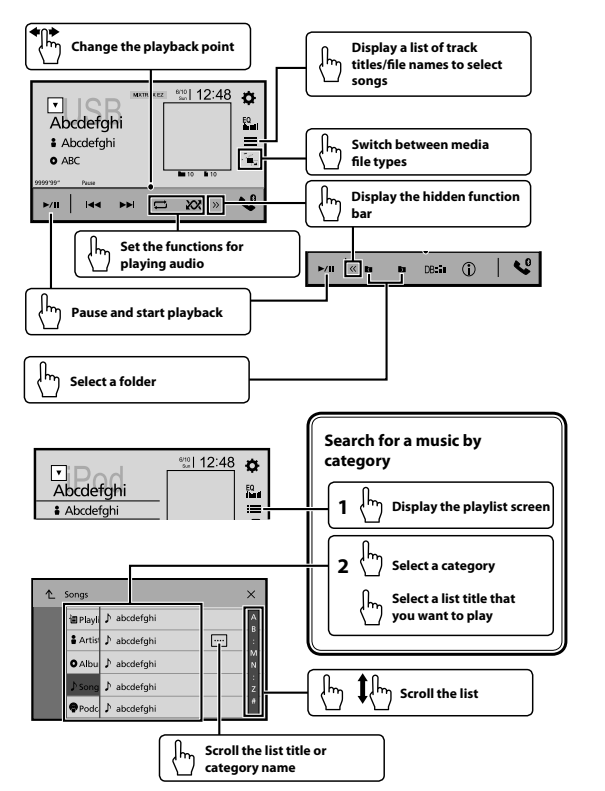 Change the playback point
Display a list of track
titles/file names to select
songs
6/10
Sun
12:48
USB
EQ
Abcdefghi
Abcdefghi
ABC
10 10
9999'99"
Pause
Switch between media
file types
Display the hidden function
bar
Set the functions for
playing audio
DB
Pause and start playback
Select a folder
Search for a music by
category
1 Display the playlist screen
2 Select a category
Select a list title that
you want to play
6/10
Sun
12:48
iPod
EQ
Abcdefghi
Abcdefghi
Songs
Playli
abcdefghi
Artist
abcdefghi
Albu
abcdefghi
Song
abcdefghi
Podc
abcdefghi
A
B
:
M
N
:
Z
#
Scroll the list
Scroll the list title or
category name